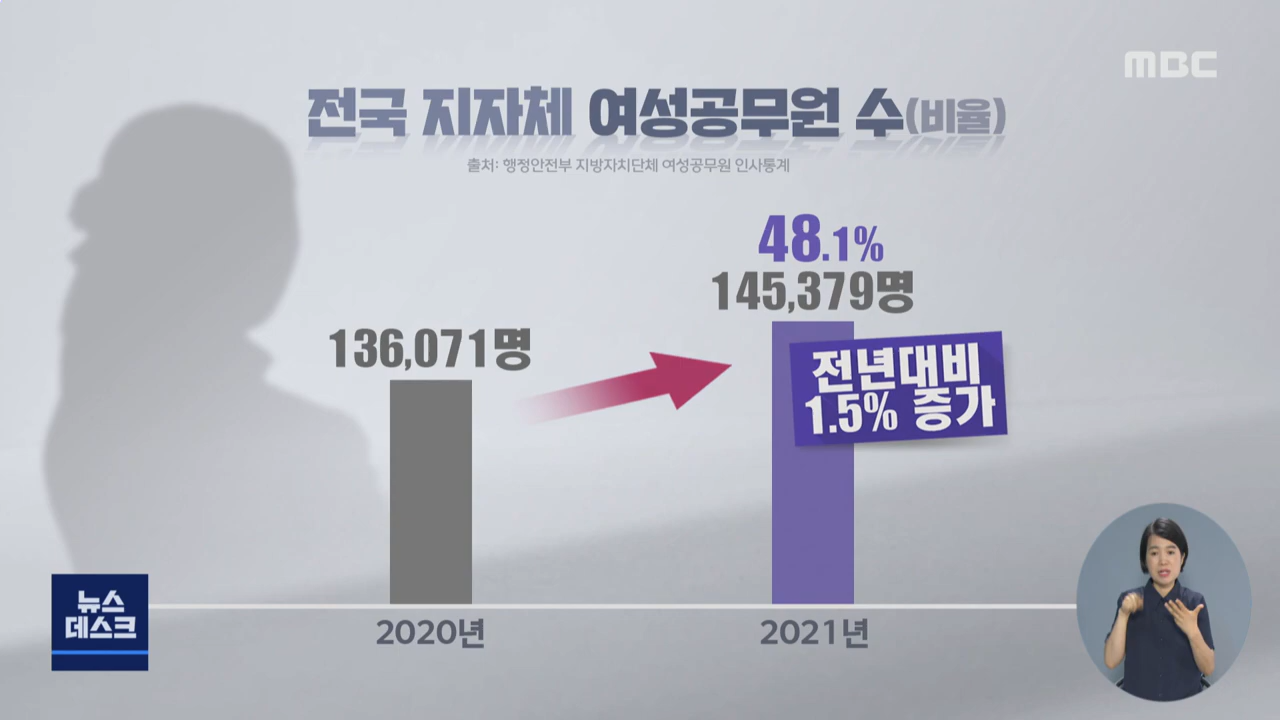 MBC
전국 지자체 여성공무원 수(비율)
출처: 행정안전부 지방자치단체 여성공무원 인사통계
48.1%
145,379명
136,071명
전년대비
1.5% 증가
2020년
2021년
뉴스
데스크